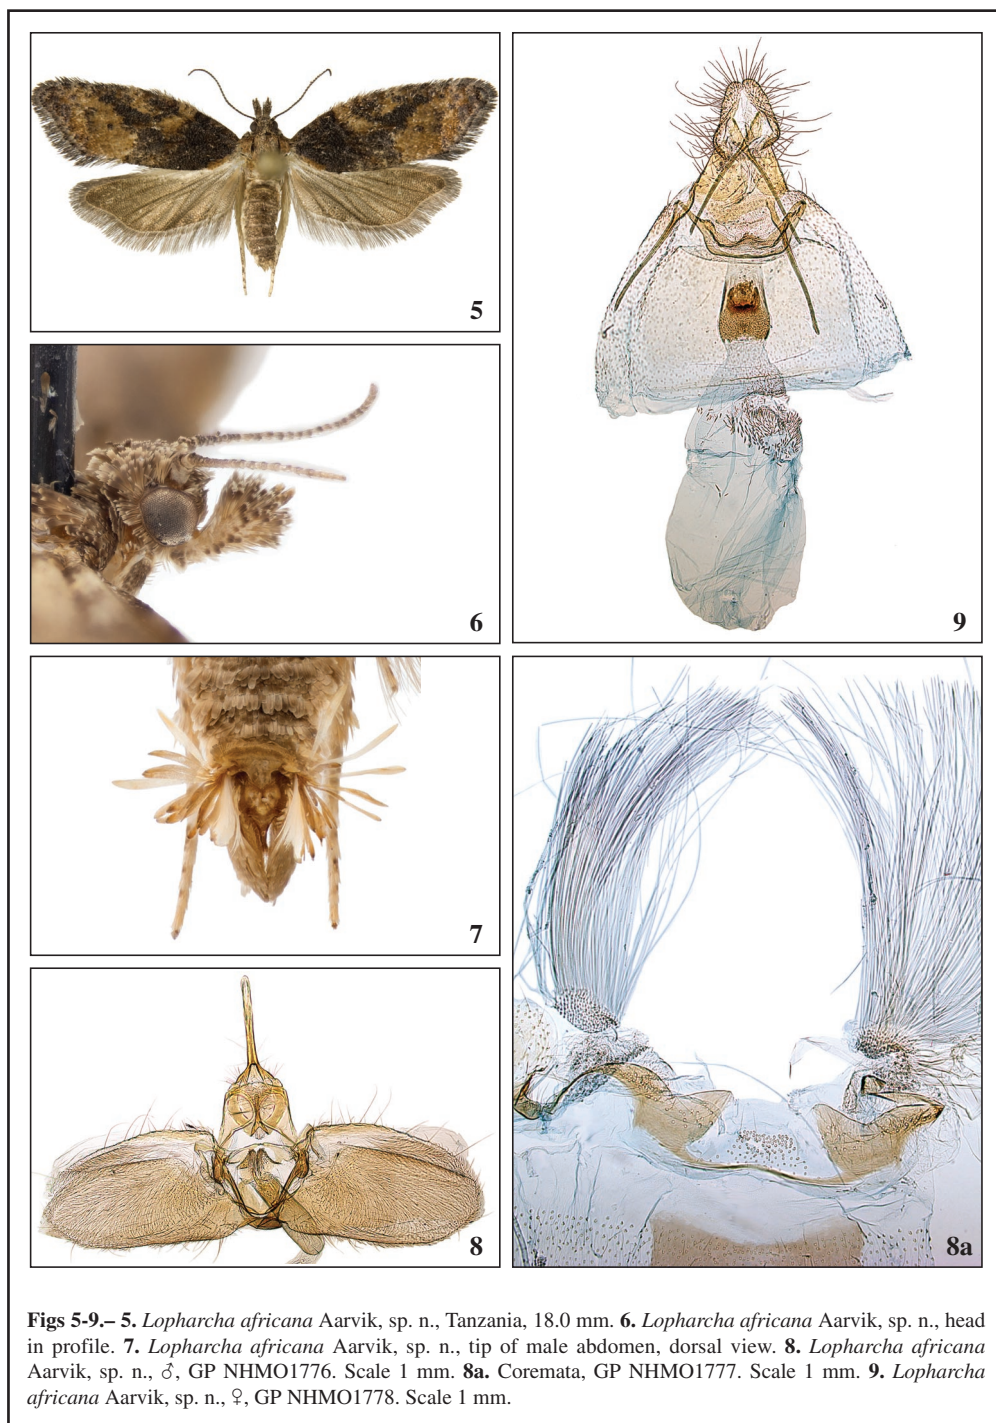 5
6
7
8
9
8a
Figs 5-9.– 5. Lopharcha africana Aarvik, sp. n., Tanzania, 18.0 mm. 6. Lopharcha africana Aarvik, sp. n., head
in profile. 7. Lopharcha africana Aarvik, sp. n., tip of male abdomen, dorsal view. 8. Lopharcha africana
Aarvik, sp. n., ♂, GP NHMO1776. Scale 1 mm. 8a. Coremata, GP NHMO1777. Scale 1 mm. 9. Lopharcha
africana Aarvik, sp. n., ♀, GP NHMO1778. Scale 1 mm.